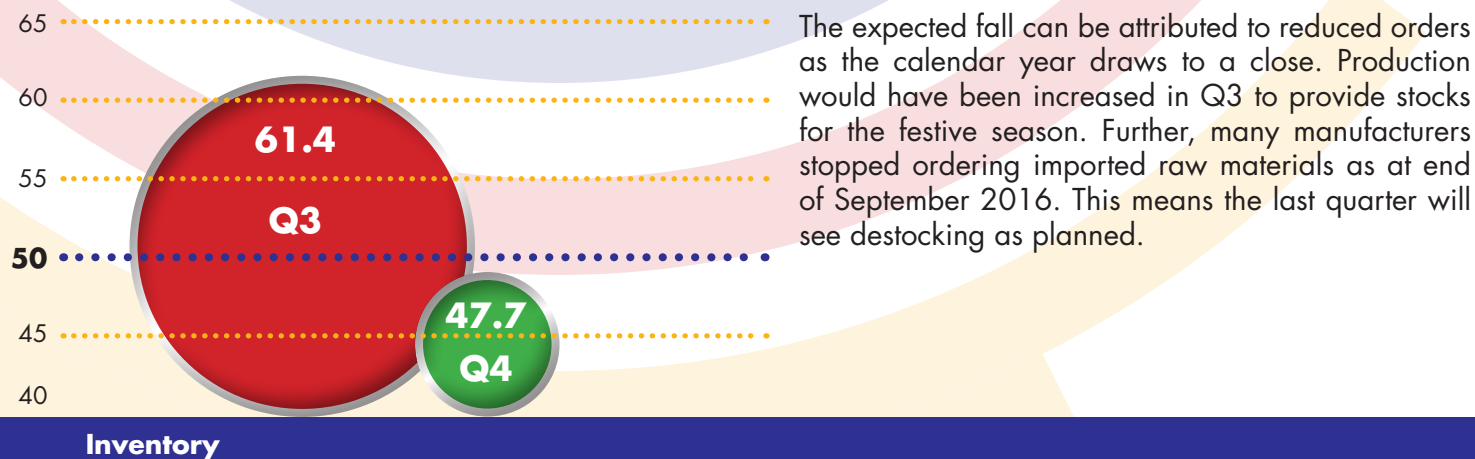 65
60
55
50
45
40
61.4
Q3
47.7
Q4
Inventory
The expected fall can be attributed to reduced orders
as the calendar year draws to a close. Production
would have been increased in Q3 to provide stocks
for the festive season. Further, many manufacturers
stopped ordering imported raw materials as at end
of September 2016. This means the last quarter will
see destocking as planned.